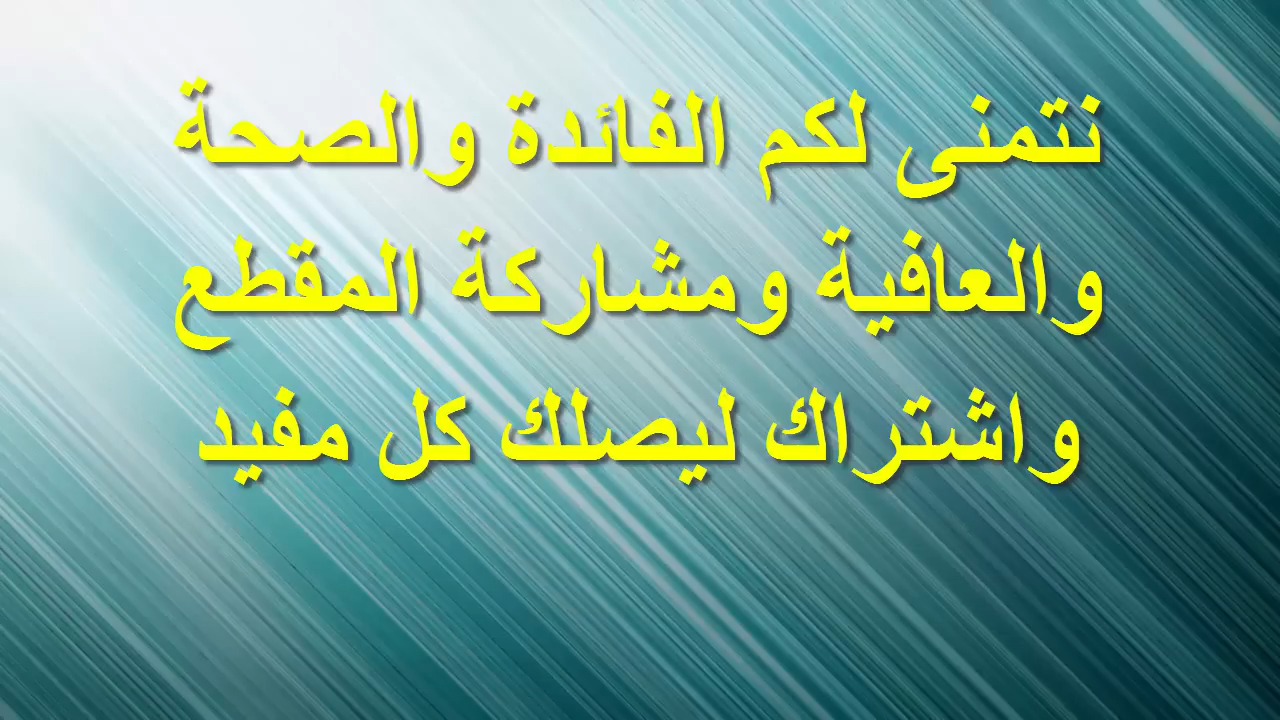 نتمنى لكم الفائدة والصحة
والعافية ومشاركة المقطع
واشتراك ليصلك كل مفيد